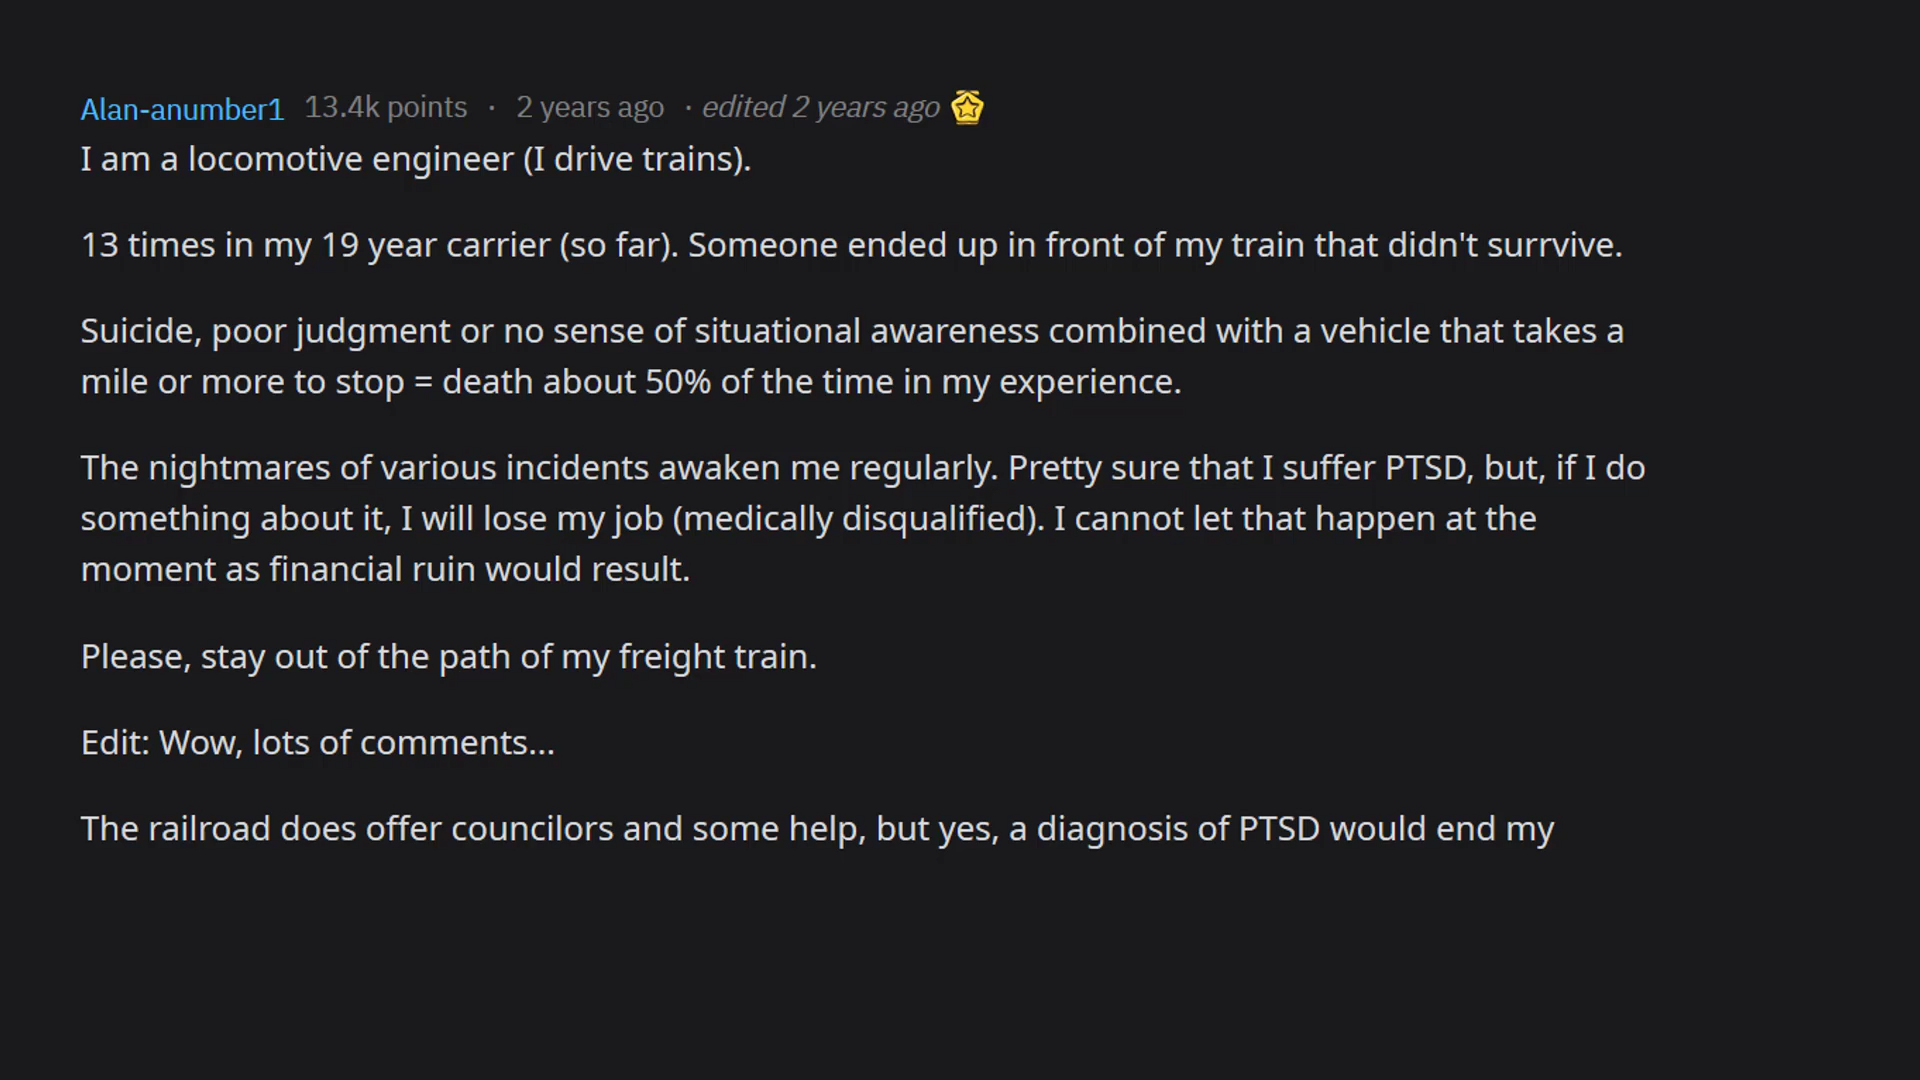 Alan-anumber1 13.4k points · 2 years ago · edited 2 years ago
I am a locomotive engineer (I drive trains).
13 times in my 19 year carrier (so far). Someone ended up in front of my train that didn't surrvive.
Suicide, poor judgment or no sense of situational awareness combined with a vehicle that takes a
mile or more to stop = death about 50% of the time in my experience.
The nightmares of various incidents awaken me regularly. Pretty sure that I suffer PTSD, but, if I do
something about it, I will lose my job (medically disqualified). I cannot let that happen at the
moment as financial ruin would result.
Please, stay out of the path of my freight train.
Edit: Wow, lots of comments...
The railroad does offer councilors and some help, but yes, a diagnosis of PTSD would end my